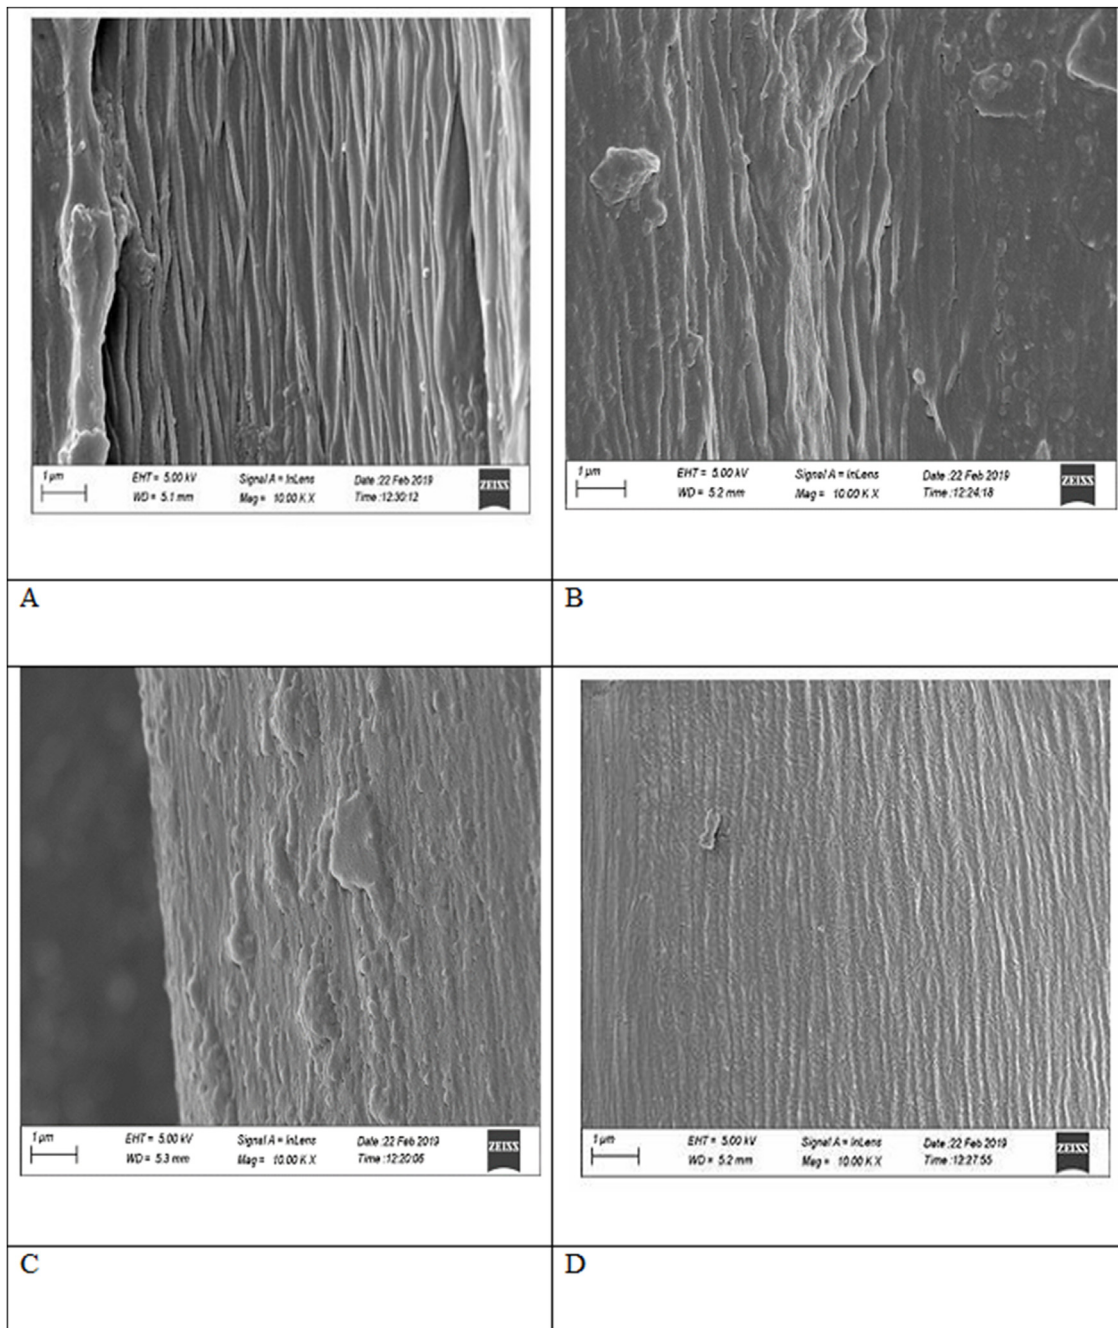 1 µm
EHT = 5.00 kV
Signal A = InLens
Date :22 Feb 2019
WD = 5.1 mm
Mag = 10.00 K X
Time :12:30:12
ZEISS
1 µm
EHT = 5.00 kV
Signal A = InLens
Date :22 Feb 2019
WD = 5.2 mm
Mag = 10.00 K X
Time :12:24:18
ZEISS
A
B
1 µm
EHT = 5.00 kV
Signal A = InLens
Date :22 Feb 2019
WD = 5.3 mm
Mag = 10.00 K X
Time :12:20:06
ZEISS
1 µm
EHT = 5.00 kV
Signal A = InLens
Date :22 Feb 2019
WD = 5.2 mm
Mag = 10.00 K X
Time :12:27:55
ZEISS
C
D